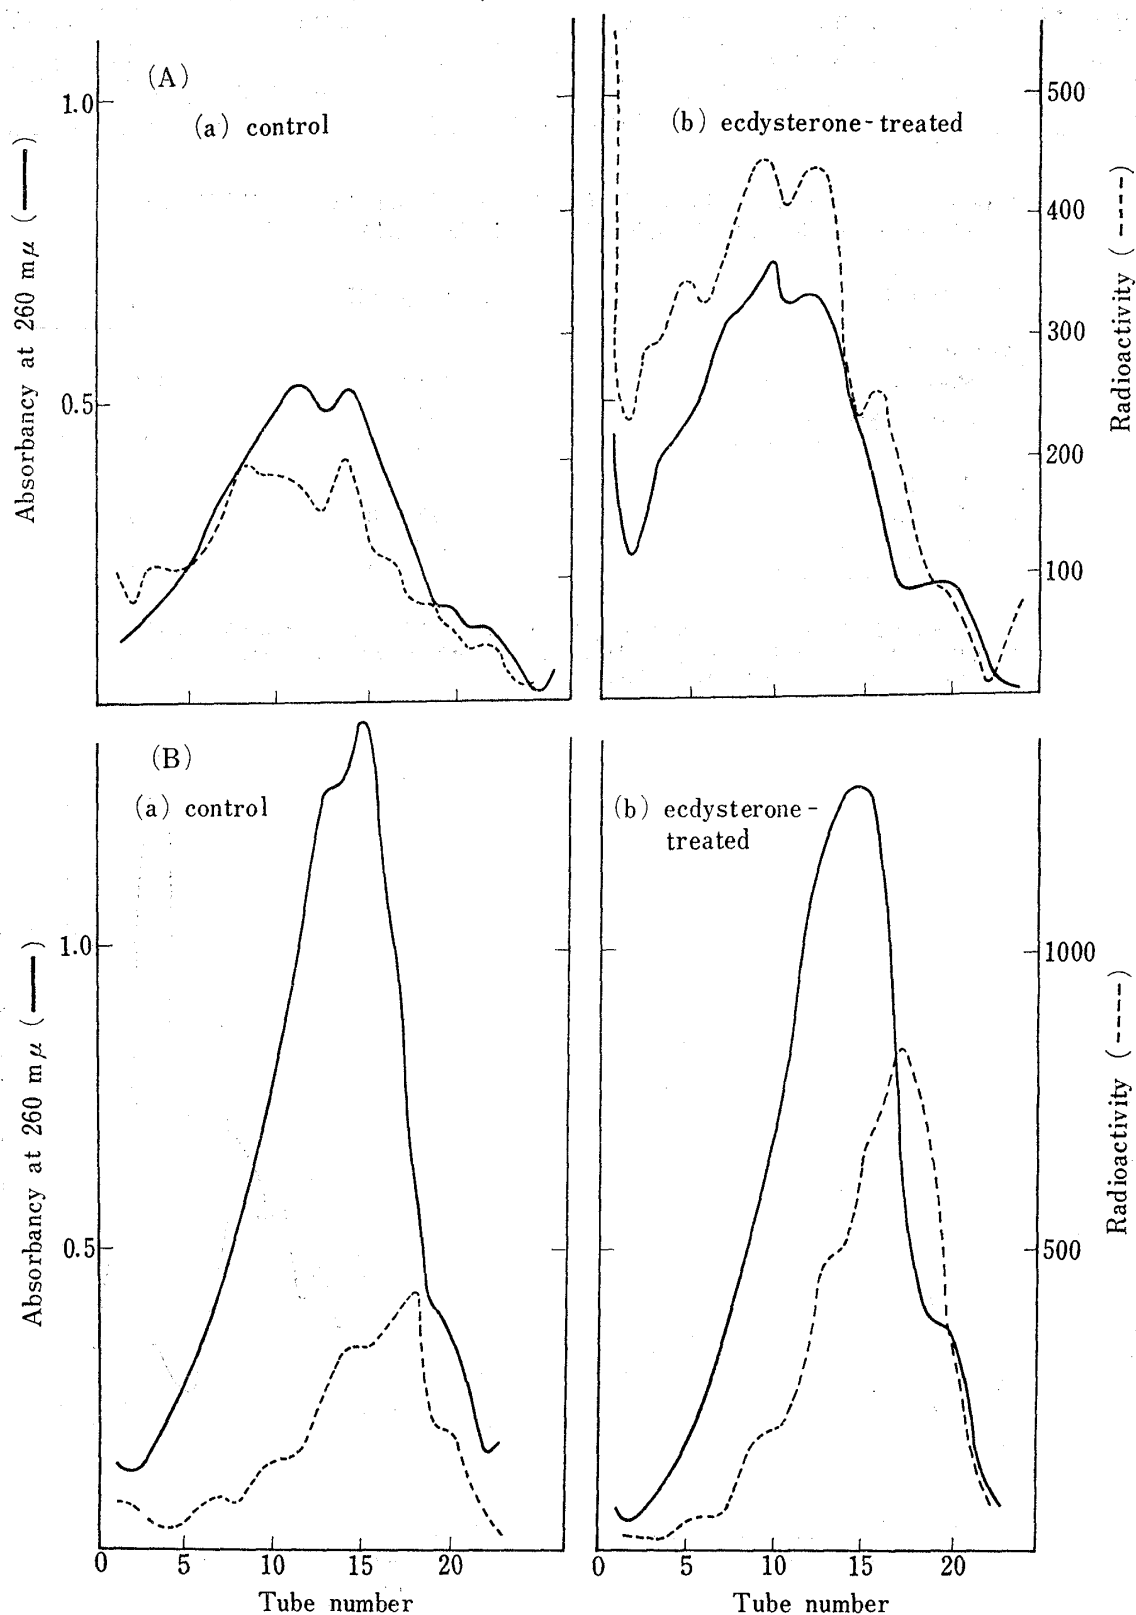 (A)
(a) control
(b) ecdysterone-treated
1.0
0.5
Absorbancy at 260 mμ (——)
500
400
300
200
100
Radioactivity (----)
(B)
(a) control
(b) ecdysterone-
treated
1.0
0.5
Absorbancy at 260 mμ (——)
1000
500
Radioactivity (----)
0 5 10 15 20
Tube number
0 5 10 15 20
Tube number